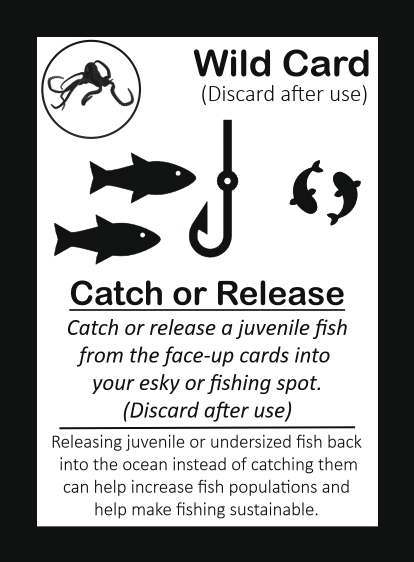 Wild Card
(Discard after use)
Catch or Release
Catch or release a juvenile fish
from the face-up cards into
your esky or fishing spot.
(Discard after use)
Releasing juvenile or undersized fish back
into the ocean instead of catching them
can help increase fish populations and
help make fishing sustainable.